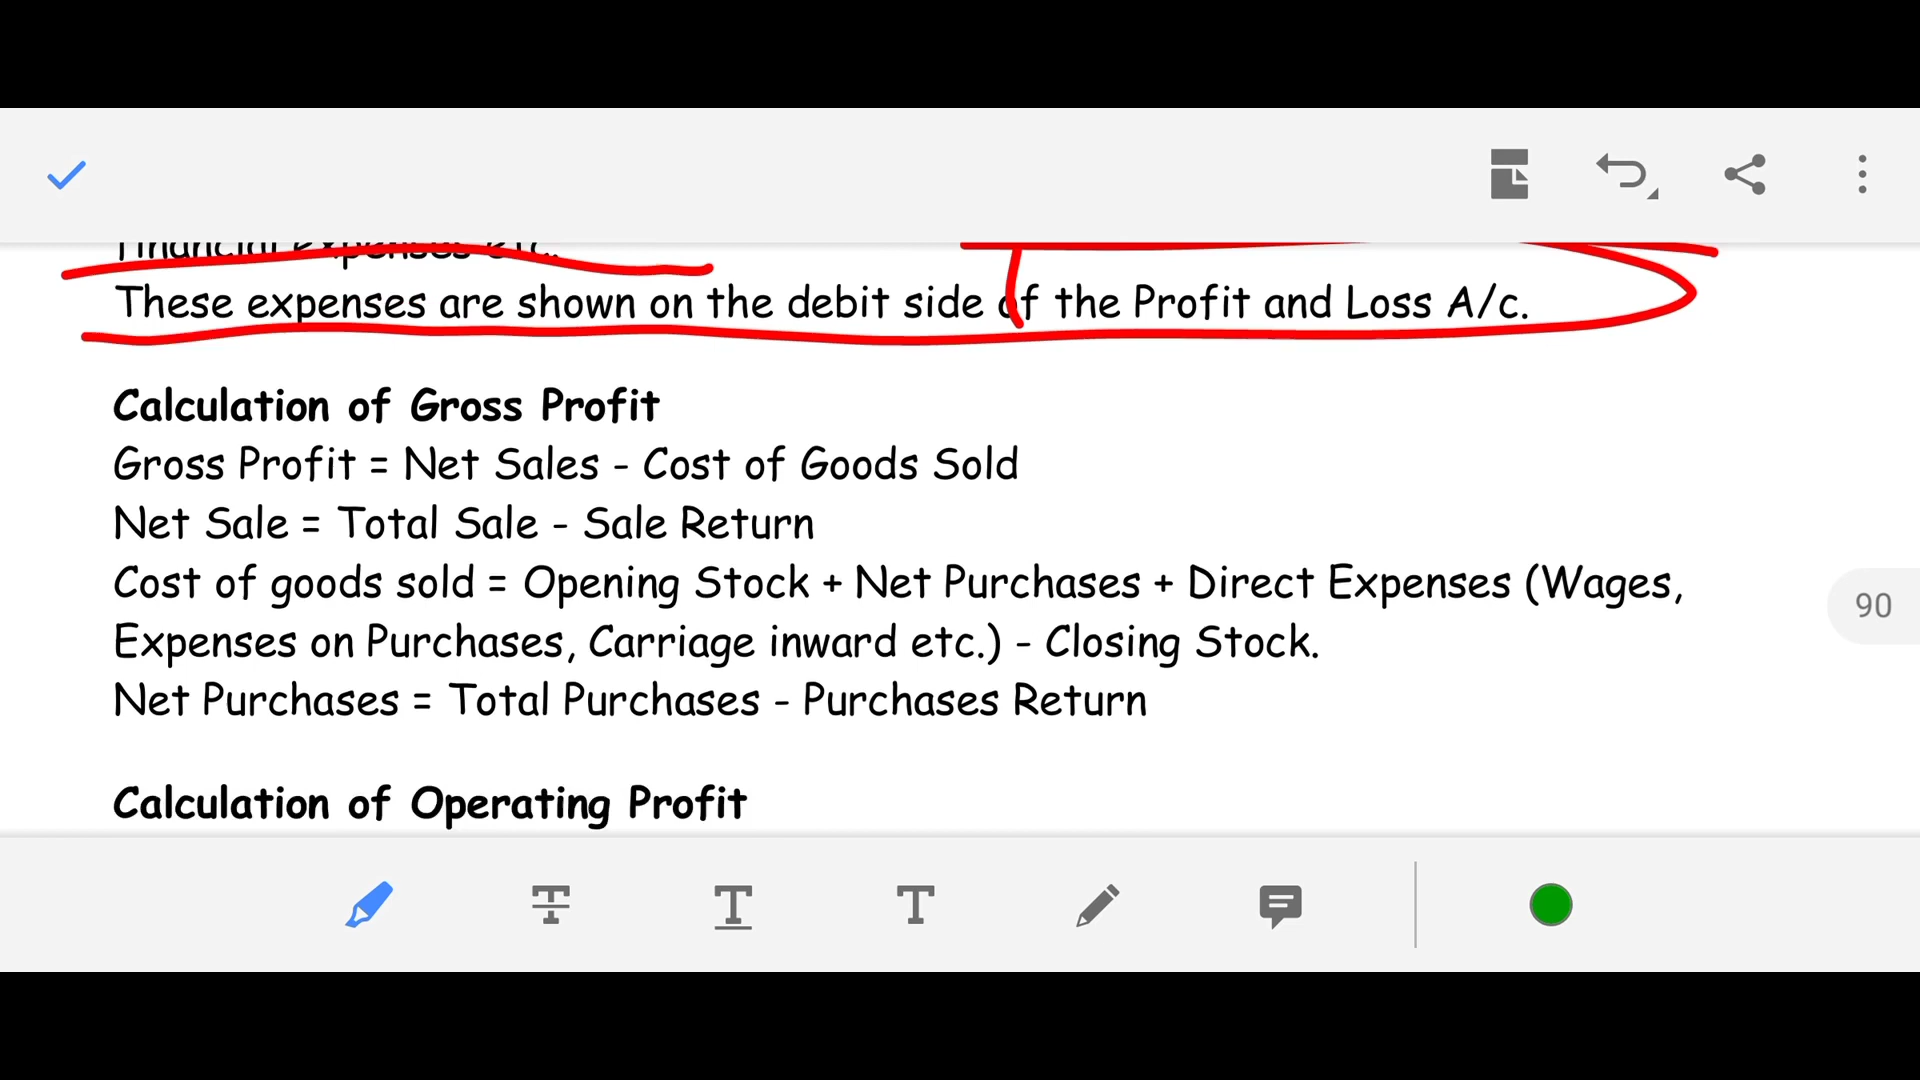 Financial expenses etc.
These expenses are shown on the debit side of the Profit and Loss A/c.
Calculation of Gross Profit
Gross Profit = Net Sales - Cost of Goods Sold
Net Sale = Total Sale - Sale Return
Cost of goods sold = Opening Stock + Net Purchases + Direct Expenses (Wages,
Expenses on Purchases, Carriage inward etc.) - Closing Stock.
Net Purchases = Total Purchases - Purchases Return
90
Calculation of Operating Profit